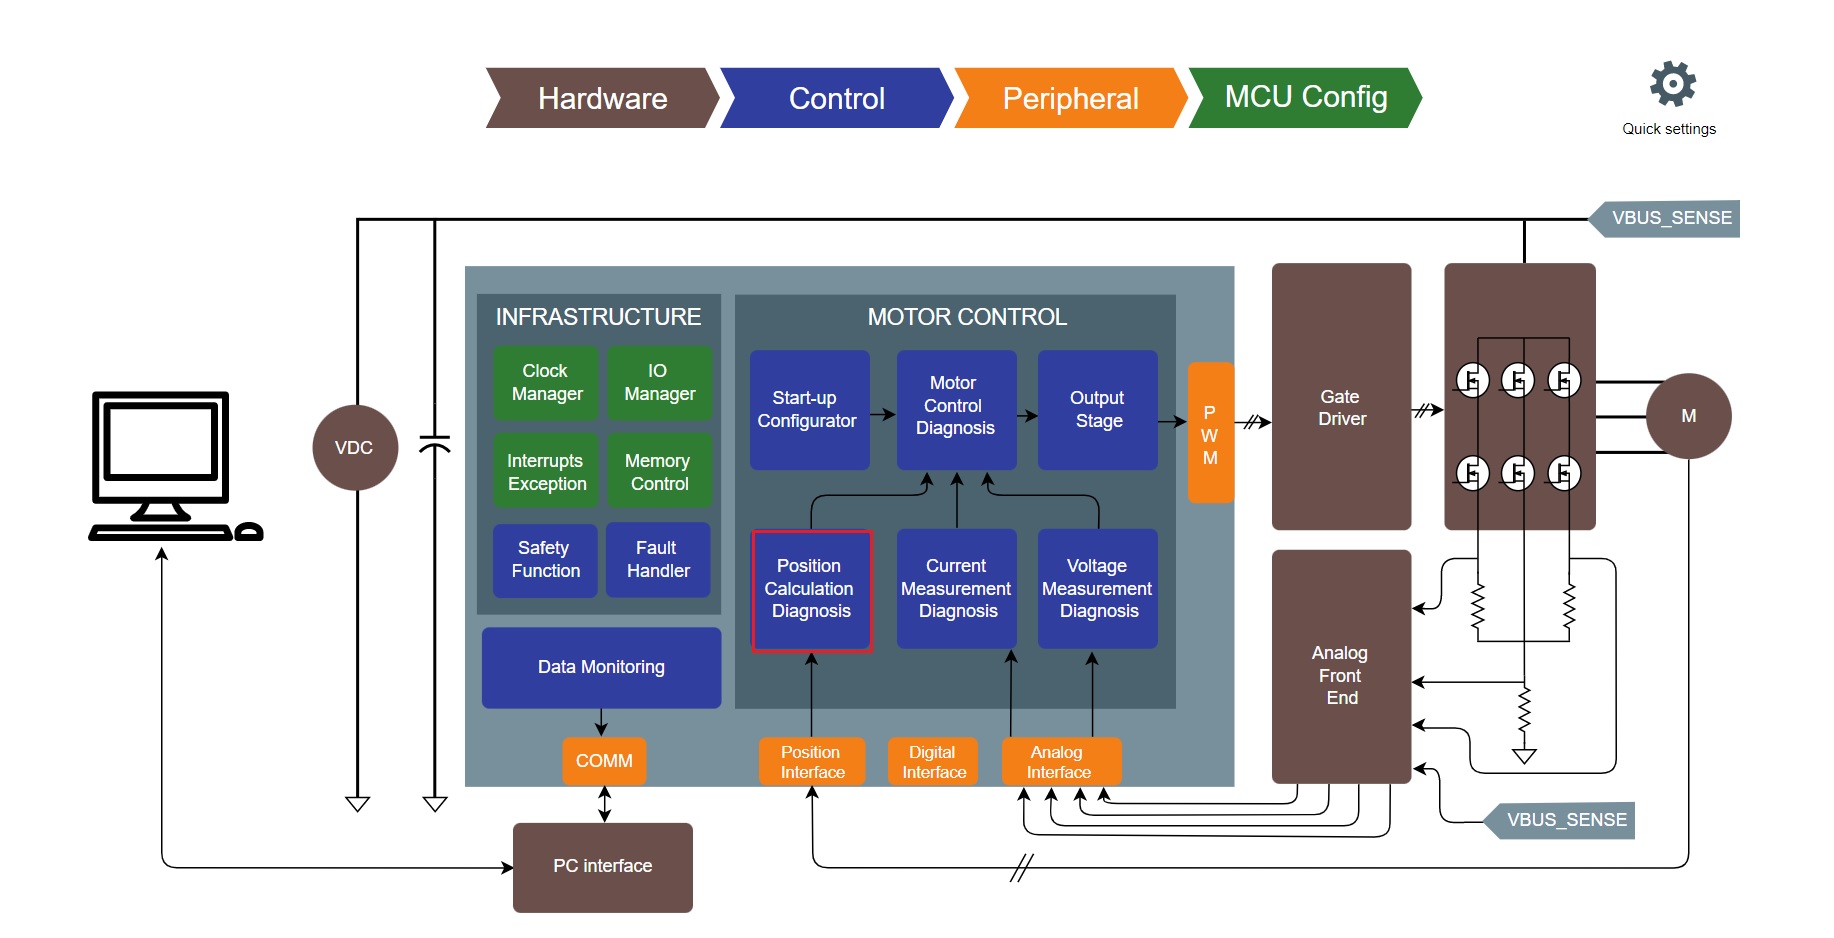 Hardware
Control
Peripheral
MCU Config
Quick settings
VBUS_SENSE
INFRASTRUCTURE
MOTOR CONTROL
Clock
Manager
IO
Manager
Interrupts
Exception
Memory
Control
Safety
Function
Fault
Handler
Data Monitoring
Start-up
Configurator
Motor
Control
Diagnosis
Output
Stage
Position
Calculation
Diagnosis
Current
Measurement
Diagnosis
Voltage
Measurement
Diagnosis
P
W
M
Gate
Driver
M
VDC
Analog
Front
End
COMM
Position
Interface
Digital
Interface
Analog
Interface
VBUS_SENSE
PC interface